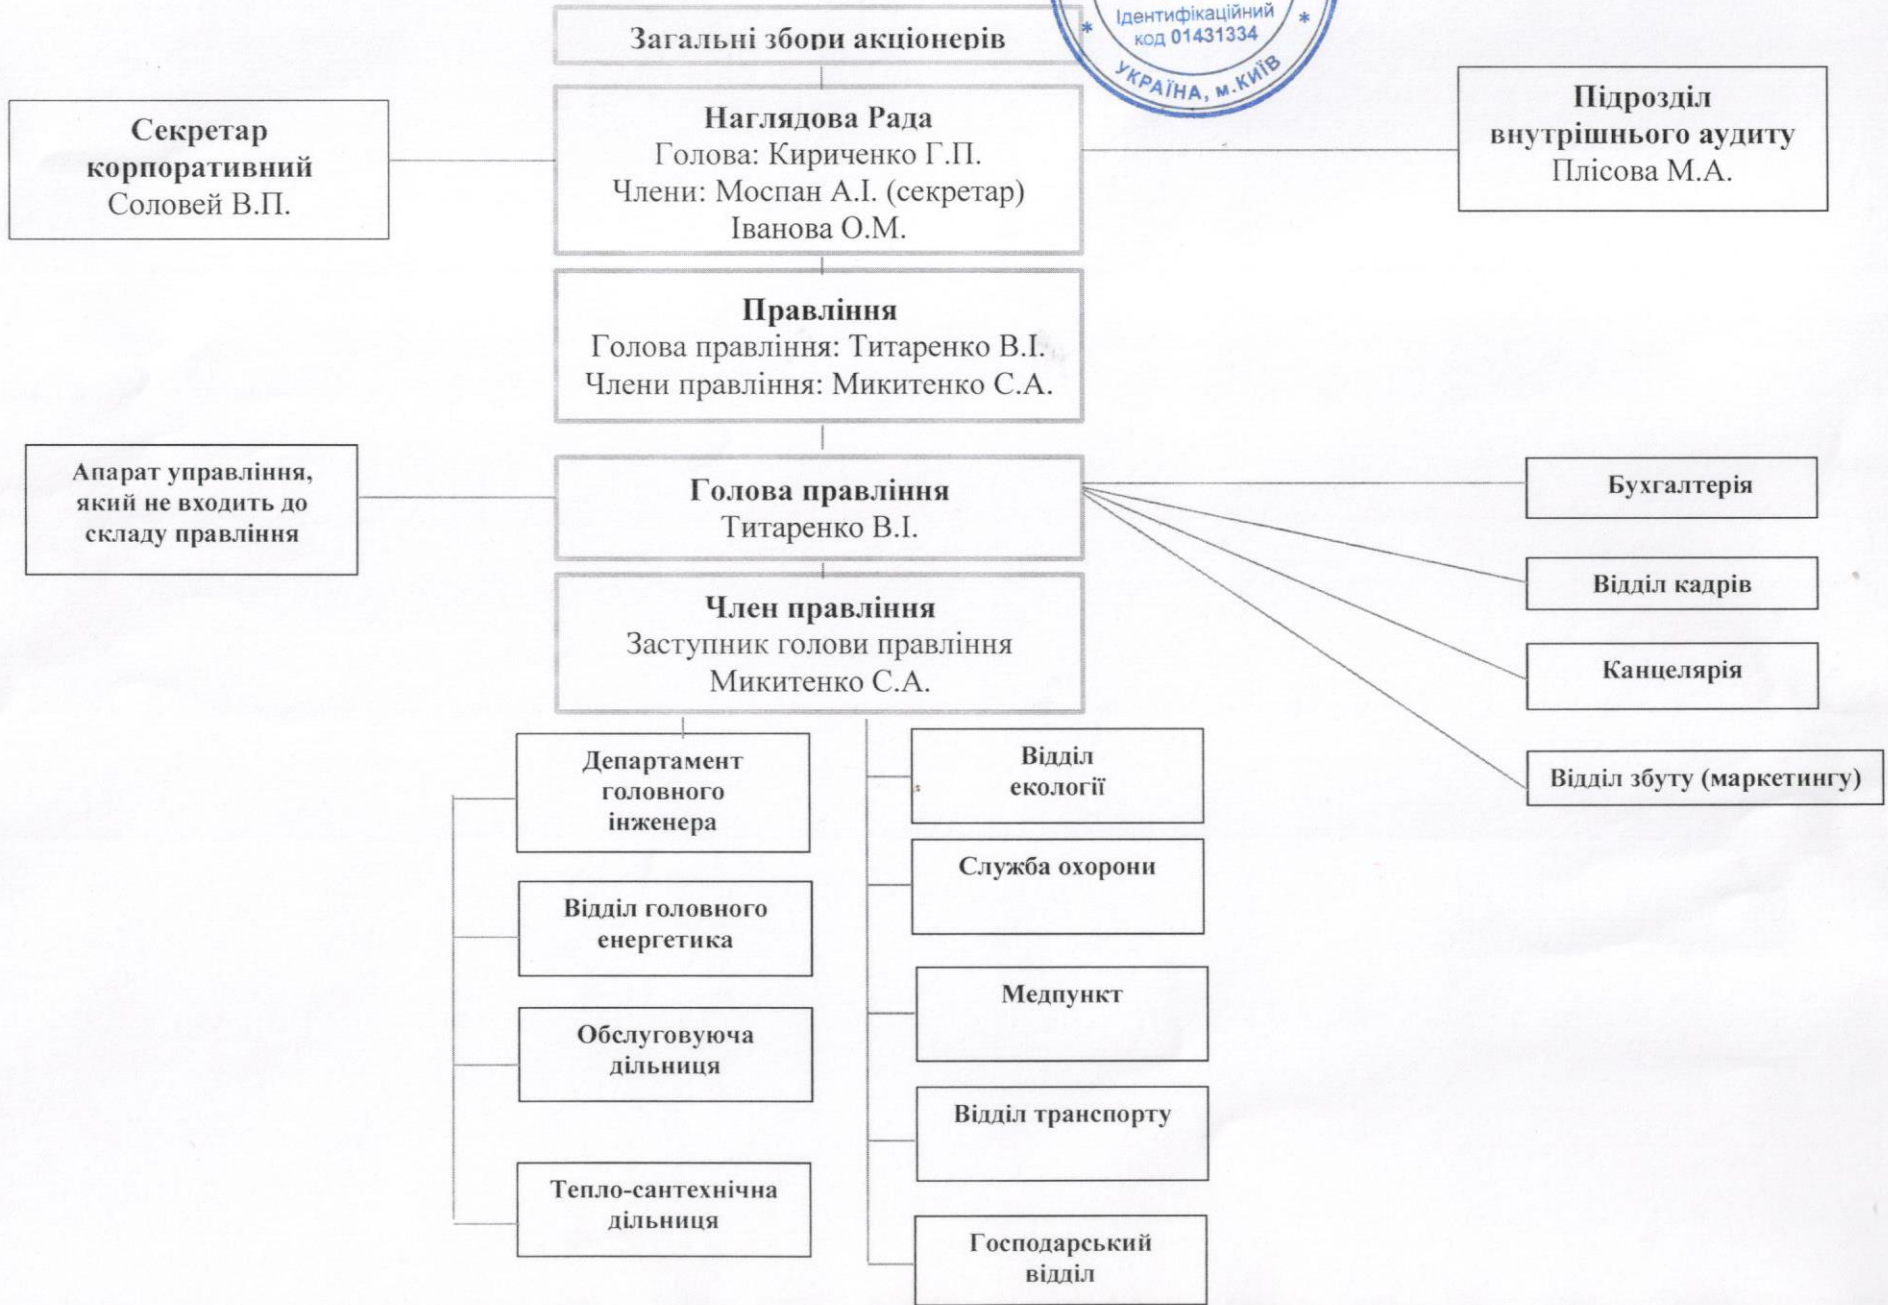 Загальні збори акціонерів
Ідентифікаційний
код 01431334
УКРАЇНА, м.КИЇВ
Секретар
корпоративний
Соловей В.П.
Наглядова Рада
Голова: Кириченко Г.П.
Члени: Моспан А.І. (секретар)
Іванова О.М.
Підрозділ
внутрішнього аудиту
Плісова М.А.
Правління
Голова правління: Титаренко В.І.
Члени правління: Микитенко С.А.
Апарат управління,
який не входить до
складу правління
Голова правління
Титаренко В.І.
Бухгалтерія
Відділ кадрів
Канцелярія
Відділ збуту (маркетингу)
Член правління
Заступник голови правління
Микитенко С.А.
Департамент
головного
інженера
Відділ головного
енергетика
Обслуговуюча
дільниця
Тепло-сантехнічна
дільниця
Відділ
екології
Служба охорони
Медпункт
Відділ транспорту
Господарський
відділ